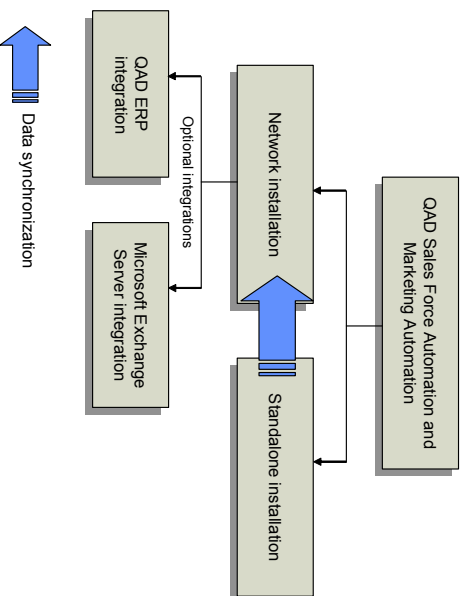 QAD Sales Force Automation and
Marketing Automation
Network installation
Standalone installation
Optional integrations
QAD ERP
integration
Microsoft Exchange
Server integration
Data synchronization